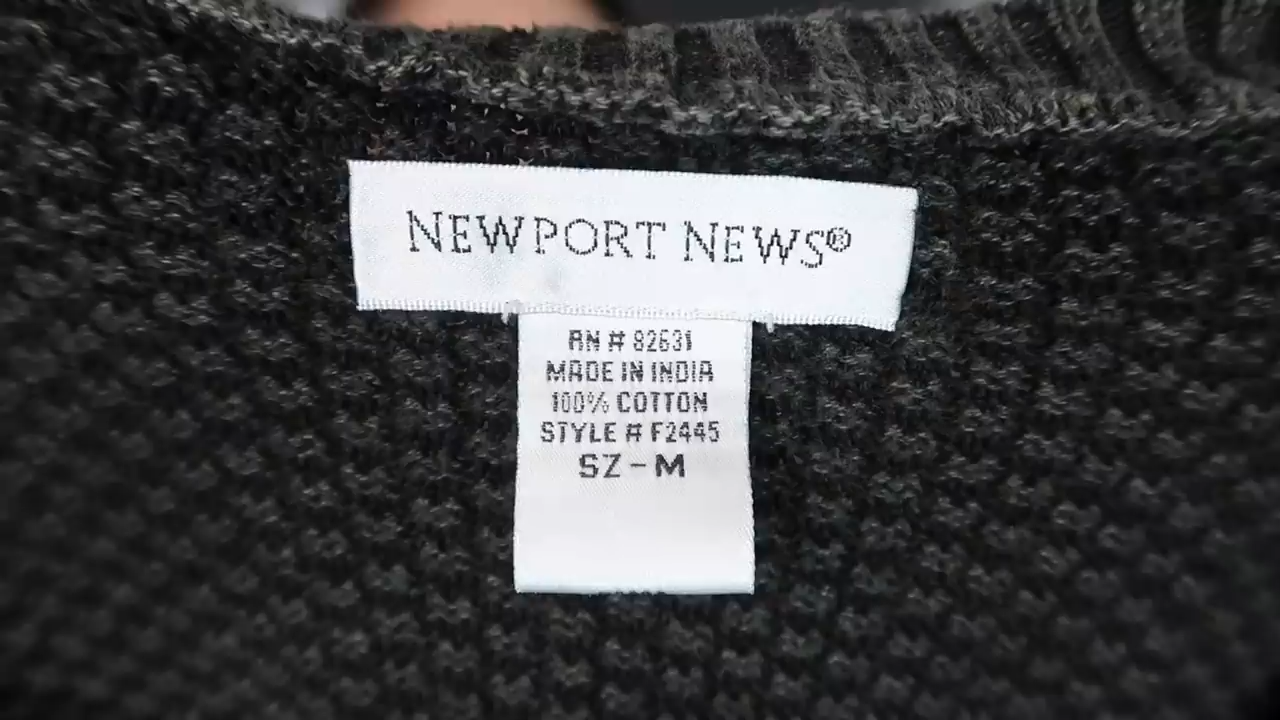 NEWPORT NEWS®
RN # 82631
MADE IN INDIA
100% COTTON
STYLE # F2445
SZ - M